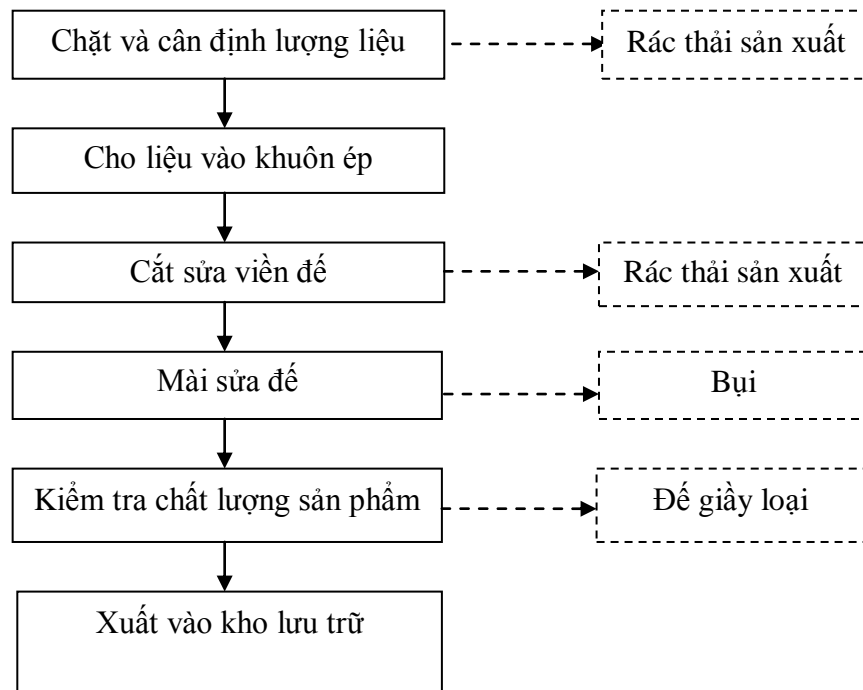 Chặt và cân định lượng liệu
Rác thải sản xuất
Cho liệu vào khuôn ép
Cắt sửa viền đế
Rác thải sản xuất
Mài sửa đế
Bụi
Kiểm tra chất lượng sản phẩm
Đế giầy loại
Xuất vào kho lưu trữ